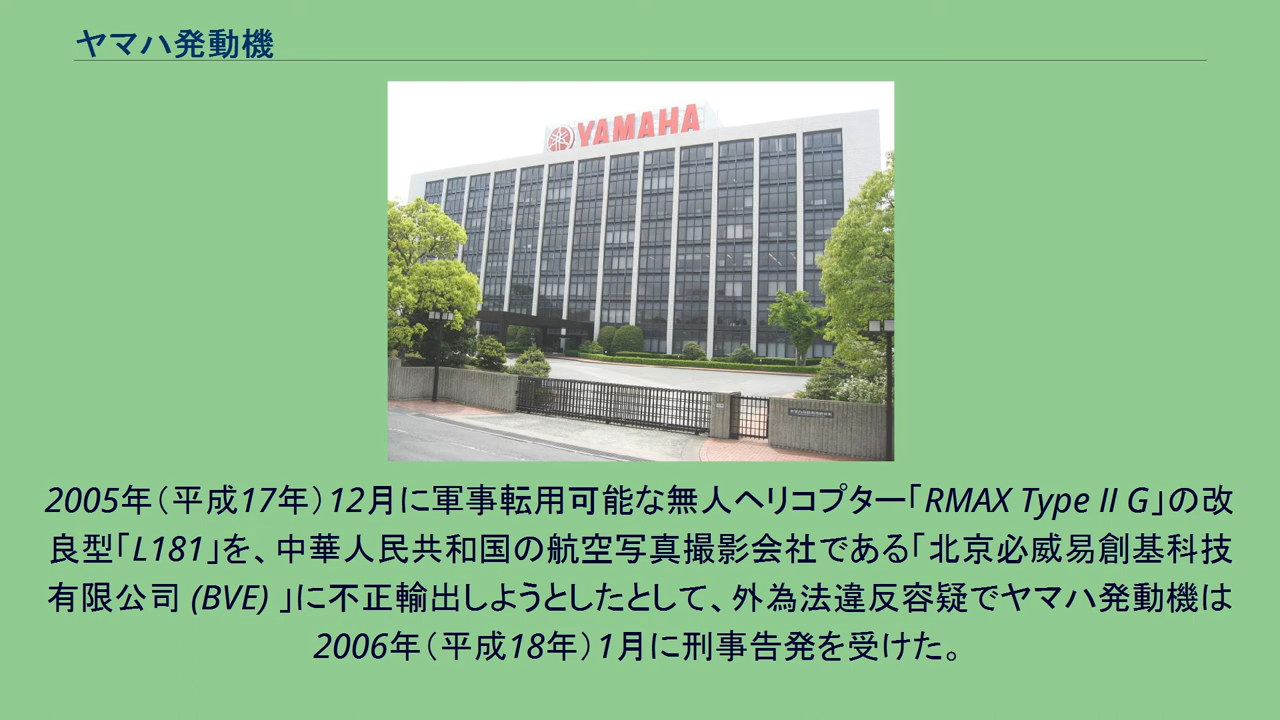 ヤマハ発動機
YAMAHA
2005年（平成17年）12月に軍事転用可能な無人ヘリコプター「RMAX Type II G」の改
良型「L181」を、中華人民共和国の航空写真撮影会社である「北京必威易創基科技
有限公司 (BVE) 」に不正輸出しようとしたとして、外為法違反容疑でヤマハ発動機は
2006年（平成18年）1月に刑事告発を受けた。